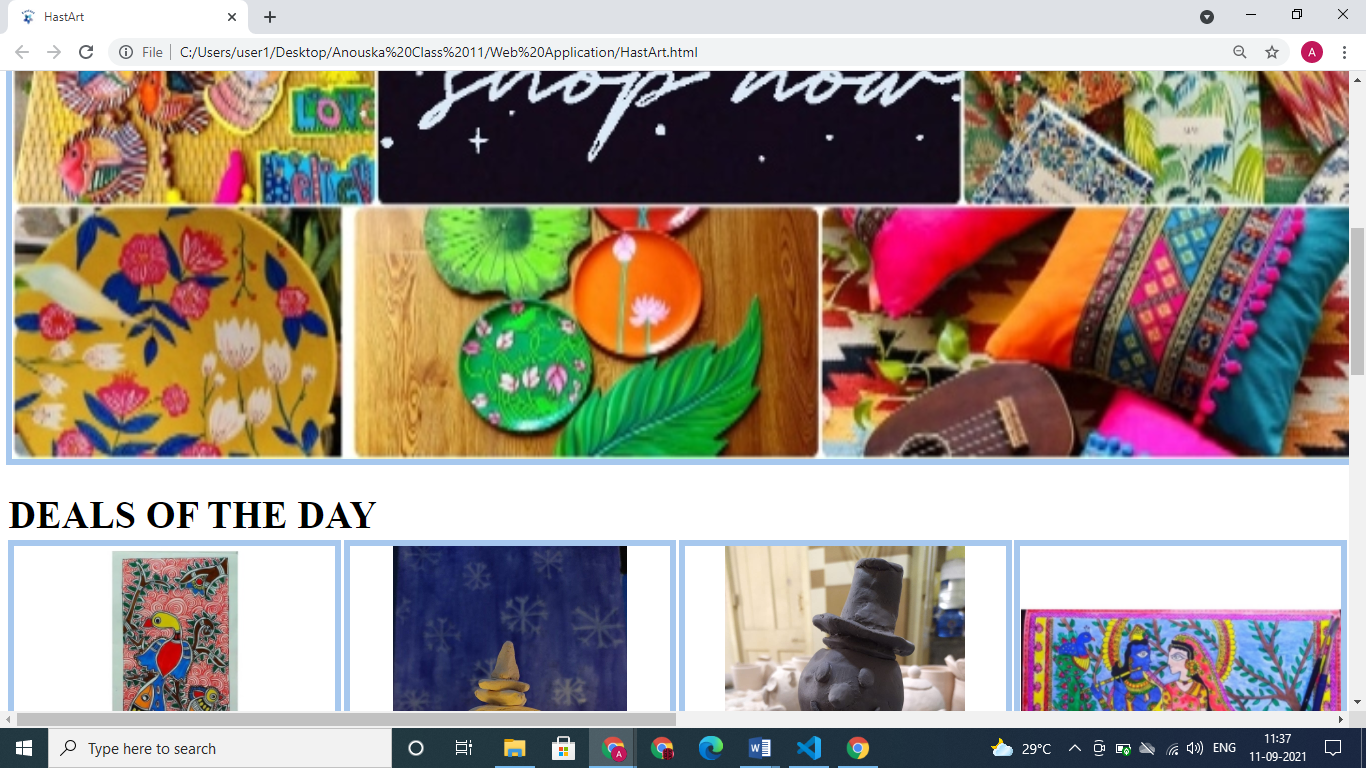 HastArt
File
C:/Users/user1/Desktop/Anouska%20Class%2011/Web%20Application/HastArt.html
A
LOVE
shop now
DEALS OF THE DAY
Type here to search
A
29°C
ENG
11:37
11-09-2021